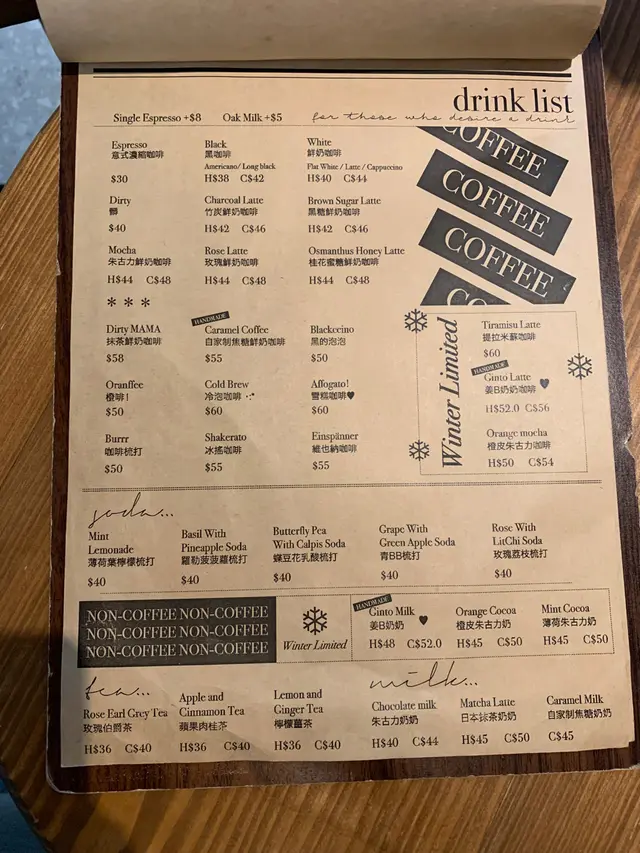 drink list
for those who desire a drink
Single Espresso +$8 Oak Milk +$5
Espresso
意式濃縮咖啡
$30
Black
黑咖啡
Americano/ Long black
H$38 C$42
White
鮮奶咖啡
Flat White / Latte / Cappuccino
H$40 C$44
Dirty
髒
$40
Charcoal Latte
竹炭鮮奶咖啡
H$42 C$46
Brown Sugar Latte
黑糖鮮奶咖啡
H$42 C$46
Mocha
朱古力鮮奶咖啡
H$44 C$48
Rose Latte
玫瑰鮮奶咖啡
H$44 C$48
Osmanthus Honey Latte
桂花蜜糖鮮奶咖啡
H$44 C$48
COFFEE
COFFEE
COFFEE
CO
* * *
Dirty MAMA
抹茶鮮奶咖啡
$58
HANDMADE
Caramel Coffee
自家制焦糖鮮奶咖啡
$55
Blackccino
黑的泡泡
$50
Oranffee
橙啡!
$50
Cold Brew
冷泡咖啡
$60
Affogato!
雪糕咖啡♥
$60
Burrr
咖啡梳打
$50
Shakerato
冰搖咖啡
$55
Einspänner
維也納咖啡
$55
Winter Limited
Tiramisu Latte
提拉米蘇咖啡
$60
HANDMADE
Ginto Latte
姜B奶奶咖啡 ♥
H$52.0 C$56
Orange mocha
橙皮朱古力咖啡
H$50 C$54
soda...
Mint
Lemonade
薄荷葉檸檬梳打
$40
Basil With
Pineapple Soda
羅勒菠菠蘿梳打
$40
Butterfly Pea
With Calpis Soda
蝶豆花乳酸梳打
$40
Grape With
Green Apple Soda
青BB梳打
$40
Rose With
LitChi Soda
玫瑰荔枝梳打
$40
NON-COFFEE NON-COFFEE
NON-COFFEE NON-COFFEE
NON-COFFEE NON-COFFEE
Winter Limited
HANDMADE
Ginto Milk
姜B奶奶 ♥
H$48 C$52.0
Orange Cocoa
橙皮朱古力奶
H$45 C$50
Mint Cocoa
薄荷朱古力奶
H$45 C$50
tea...
Rose Earl Grey Tea
玫瑰伯爵茶
H$36 C$40
Apple and
Cinnamon Tea
蘋果肉桂茶
H$36 C$40
Lemon and
Ginger Tea
檸檬薑茶
H$36 C$40
milk...
Chocolate milk
朱古力奶奶
H$40 C$44
Matcha Latte
日本抹茶奶奶
H$45 C$50
Caramel Milk
自家制焦糖奶奶
C$45